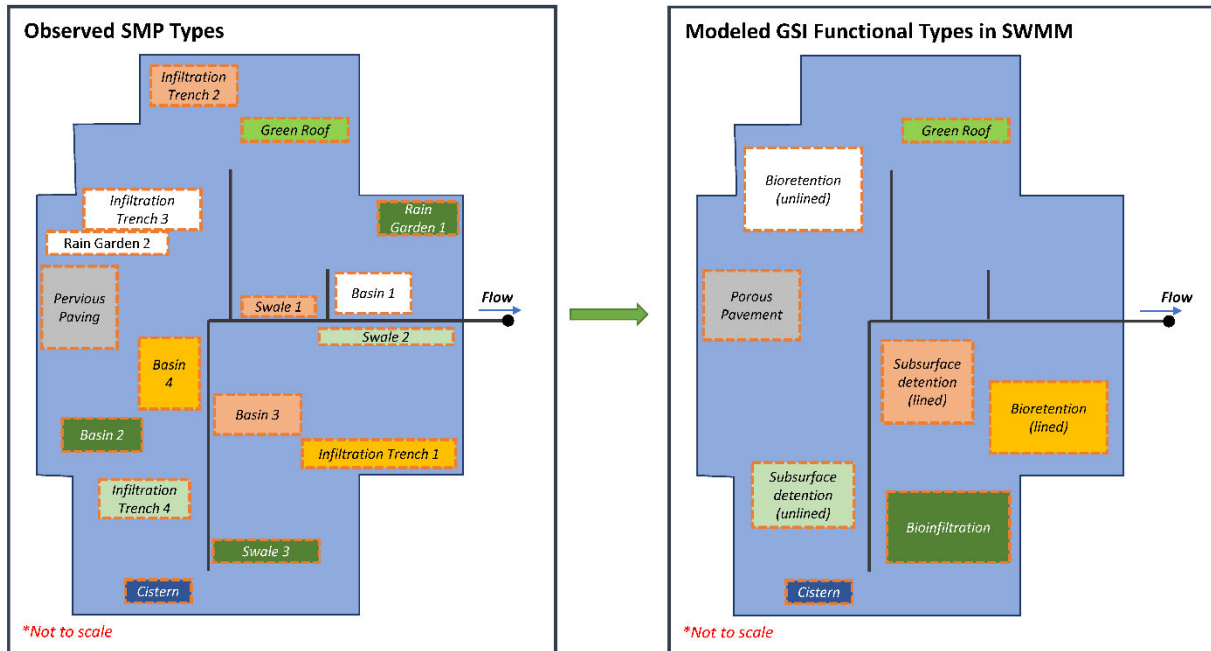 Observed SMP Types
Infiltration
Trench 2
Green Roof
Infiltration
Trench 3
Rain
Garden 1
Rain Garden 2
Pervious
Paving
Basin 1
Swale 1
Flow
Swale 2
Basin
4
Basin 3
Basin 2
Infiltration Trench 1
Infiltration
Trench 4
Swale 3
Cistern
*Not to scale
Modeled GSI Functional Types in SWMM
Green Roof
Bioretention
(unlined)
Porous
Pavement
Flow
Subsurface
detention
(lined)
Bioretention
(lined)
Subsurface
detention
(unlined)
Bioinfiltration
Cistern
*Not to scale